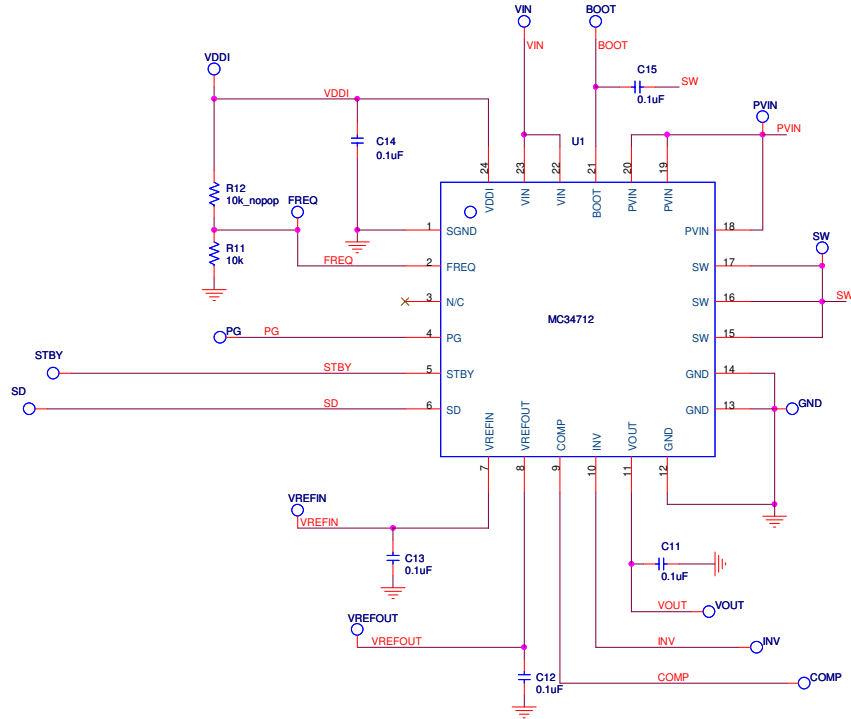 VIN
BOOT
VIN
BOOT
VDDI
C15
SW
0.1uF
VDDI
PVIN
PVIN
C14
0.1uF
U1
24
23
22
21
20
19
VDDI
VIN
VIN
BOOT
PVIN
PVIN
R12
10k_nopop
FREQ
1
SGND
PVIN
18
SW
R11
10k
FREQ
2
FREQ
SW
17
3
N/C
SW
16
SW
MC34712
PG
PG
4
PG
SW
15
STBY
STBY
5
STBY
GND
14
SD
SD
6
SD
GND
13
GND
VREFIN
VREFOUT
COMP
INV
VOUT
GND
7
8
9
10
11
12
VREFIN
VREFIN
C13
0.1uF
C11
0.1uF
VOUT
VOUT
VREFOUT
VREFOUT
INV
INV
C12
0.1uF
COMP
COMP